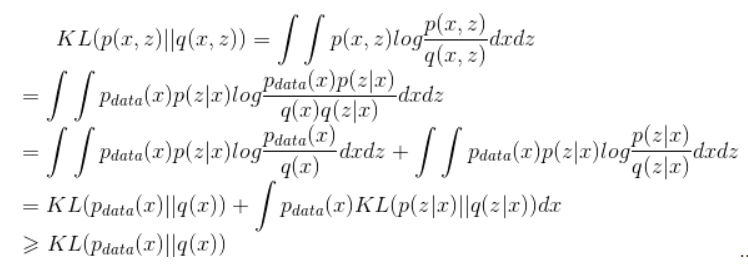 KL(p(x, z)||q(x, z)) = ∫∫ p(x, z)log p(x, z)/q(x, z) dxdz
= ∫∫ p_data(x)p(z|x)log p_data(x)p(z|x)/q(x)q(z|x) dxdz
= ∫∫ p_data(x)p(z|x)log p_data(x)/q(x) dxdz + ∫∫ p_data(x)p(z|x)log p(z|x)/q(z|x) dxdz
= KL(p_data(x)||q(x)) + ∫ p_data(x)KL(p(z|x)||q(z|x))dx
⩾ KL(p_data(x)||q(x))